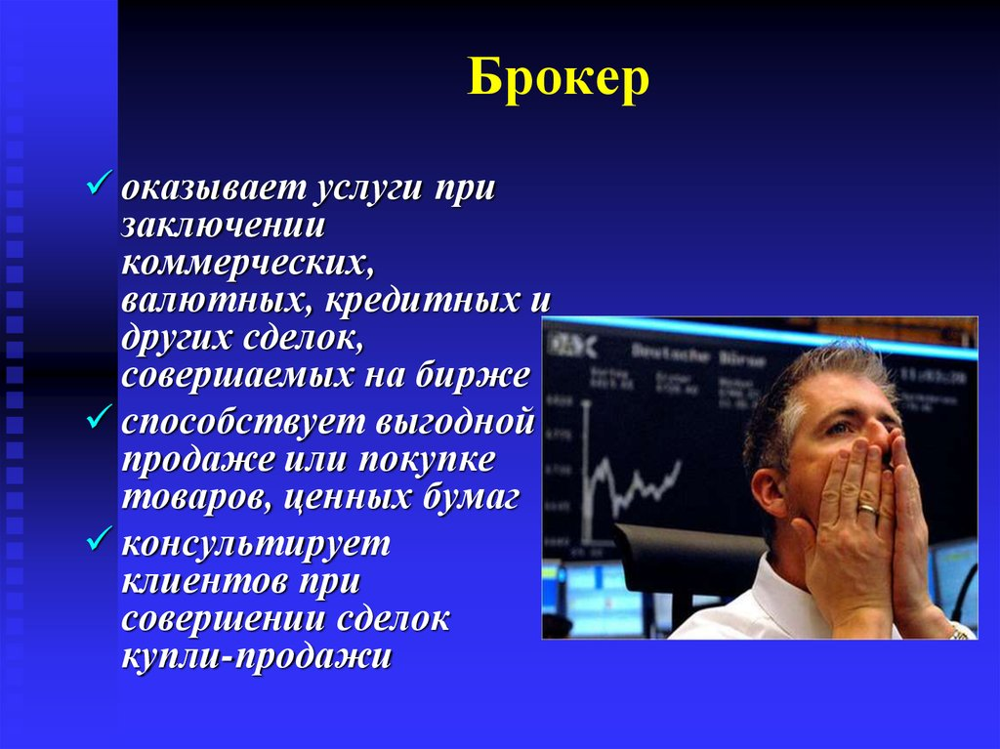 Брокер
оказывает услуги при
заключении
коммерческих,
валютных, кредитных и
других сделок,
совершаемых на бирже
способствует выгодной
продаже или покупке
товаров, ценных бумаг
консультирует
клиентов при
совершении сделок
купли-продажи
Deutsche Börse